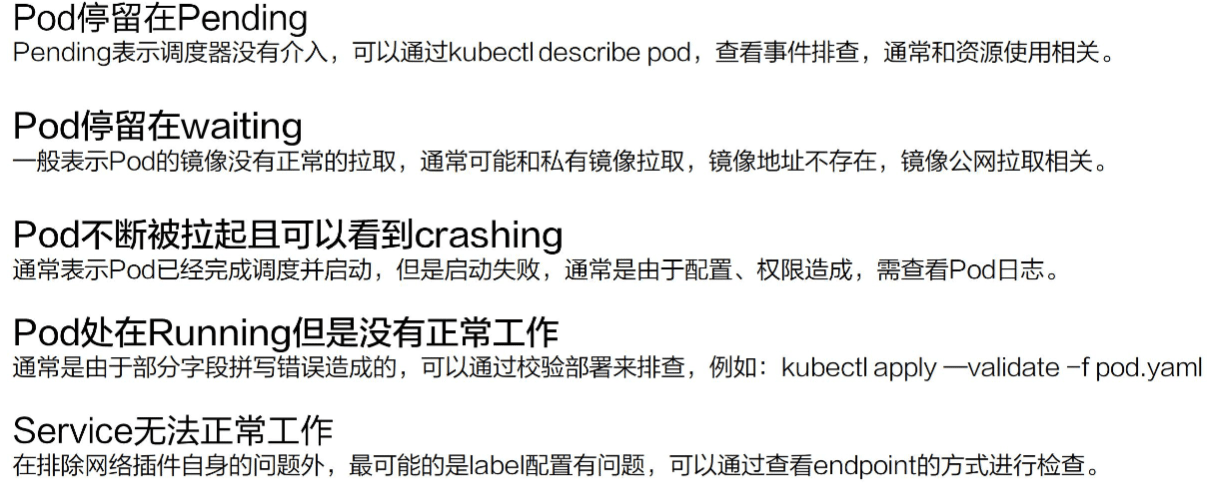 Pod停留在Pending
Pending表示调度器没有介入，可以通过kubectl describe pod，查看事件排查，通常和资源使用相关。
Pod停留在waiting
一般表示Pod的镜像没有正常的拉取，通常可能和私有镜像拉取，镜像地址不存在，镜像公网拉取相关。
Pod不断被拉起且可以看到crashing
通常表示Pod已经完成调度并启动，但是启动失败，通常是由于配置、权限造成，需查看Pod日志。
Pod处在Running但是没有正常工作
通常是由于部分字段拼写错误造成的，可以通过校验部署来排查，例如：kubectl apply —validate –f pod.yaml
Service无法正常工作
在排除网络插件自身的问题外，最可能的是label配置有问题，可以通过查看endpoint的方式进行检查。